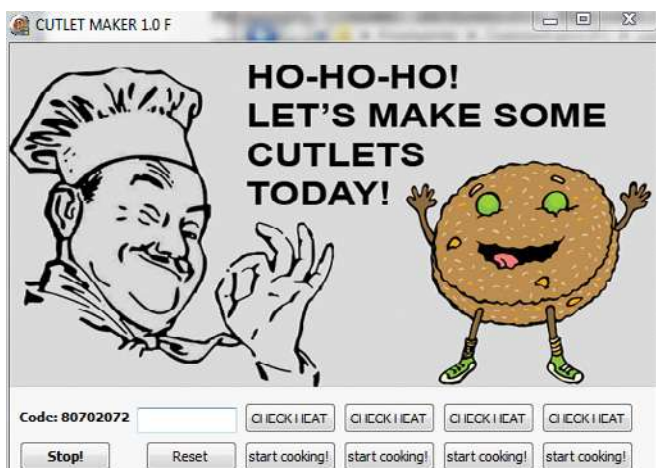 CUTLET MAKER 1.0 F
HO-HO-HO!
LET'S MAKE SOME
CUTLETS
TODAY!
Code: 80702072
CHECK HEAT CHECK HEAT CHECK HEAT CHECK HEAT
Stop! Reset start cooking! start cooking! start cooking! start cooking!